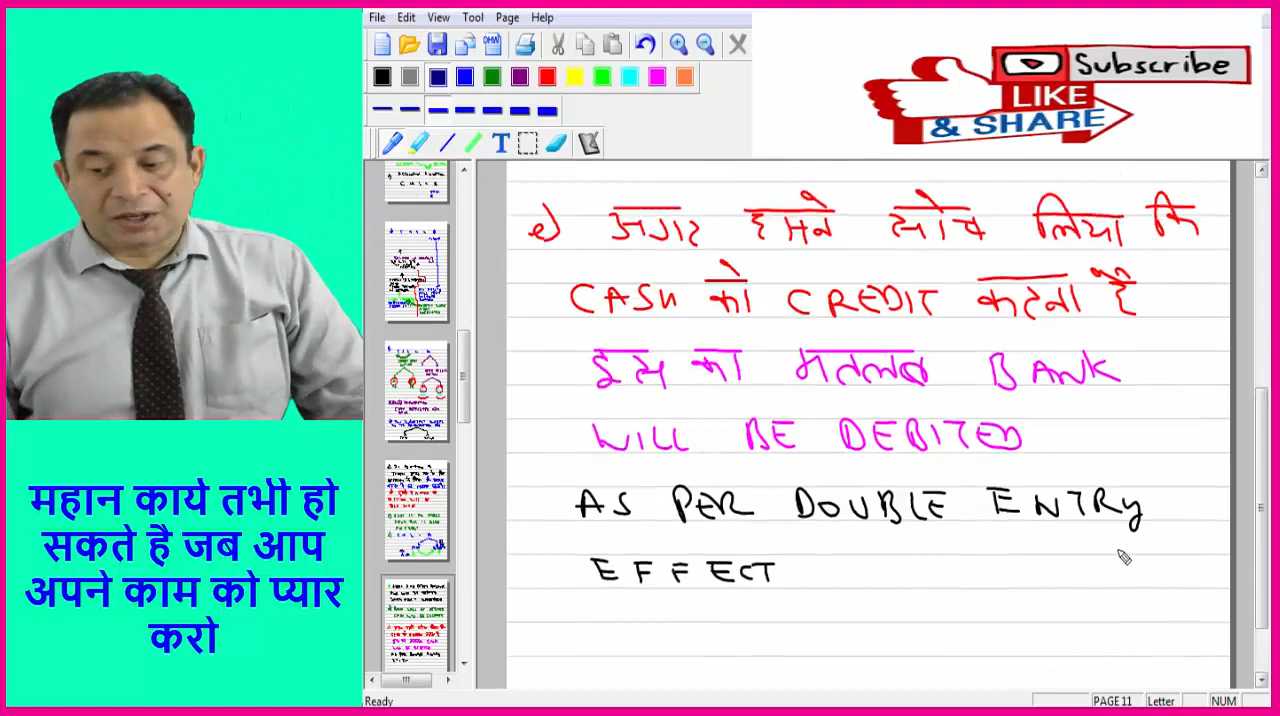 File Edit View Tool Page Help
Subscribe
LIKE
& SHARE
e) अगर हमने सोच लिया कि
CASH को CREDIT करना है
इस का मतलब BANK
WILL BE DEBITED
AS PER DOUBLE ENTRY
EFFECT
महान कार्य तभी हो
सकते है जब आप
अपने काम को प्यार
करो
Ready PAGE 11 Letter NUM